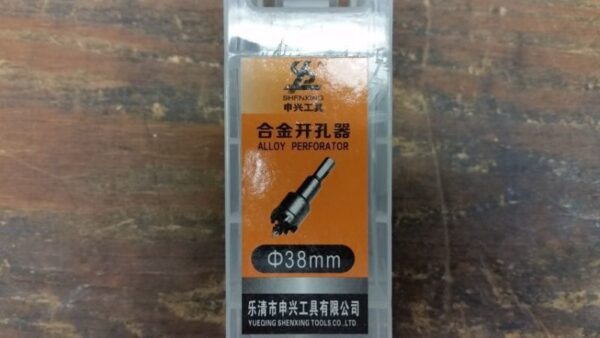 SHENXING
申兴工具
合金开孔器
ALLOY PERFORATOR
Φ38mm
乐清市申兴工具有限公司
YUEQING SHENXING TOOLS CO.,LTD